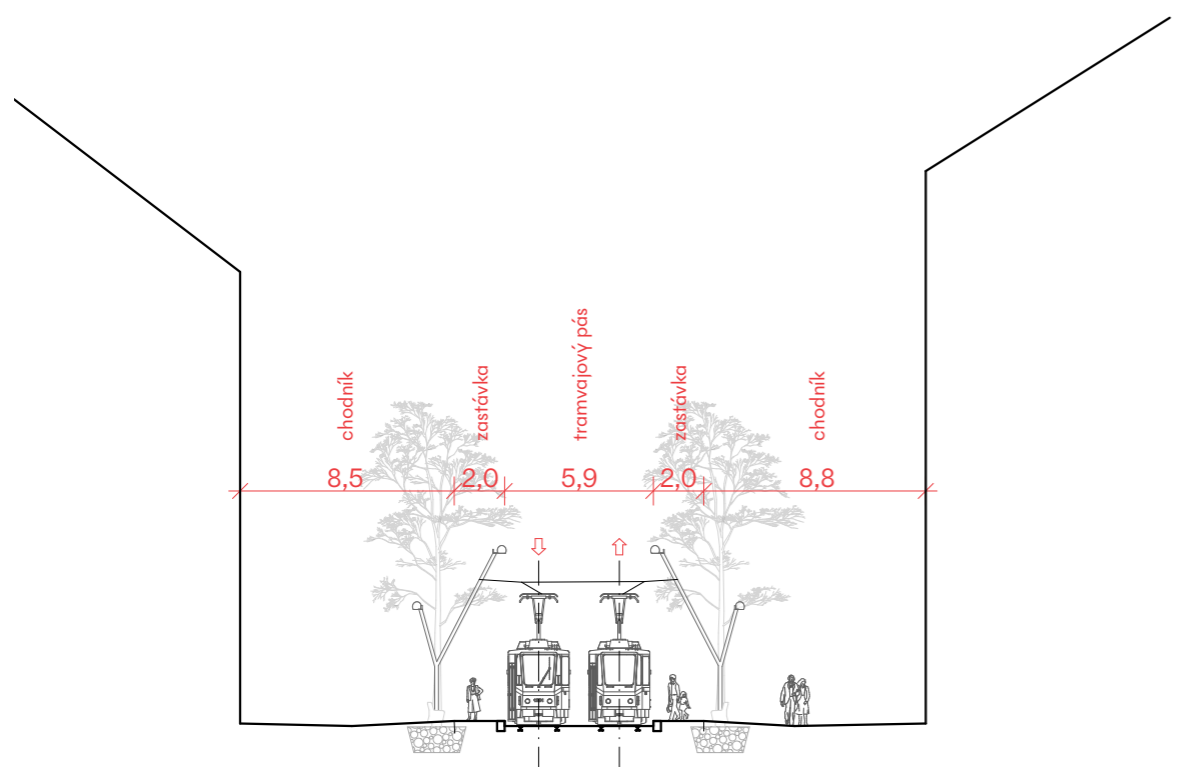 chodník
zastávka
tramvajový pás
zastávka
chodník
8,5
2,0
5,9
2,0
8,8